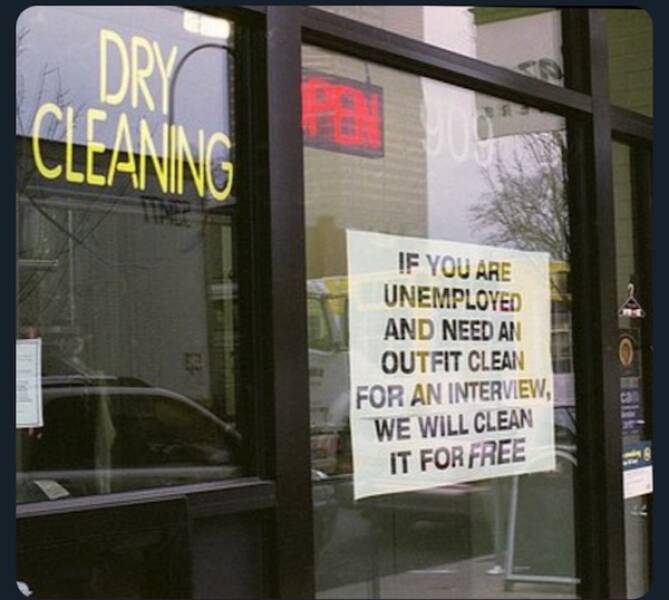 DRY
CLEANING
OPEN
909
IF YOU ARE
UNEMPLOYED
AND NEED AN
OUTFIT CLEAN
FOR AN INTERVIEW,
WE WILL CLEAN
IT FOR FREE